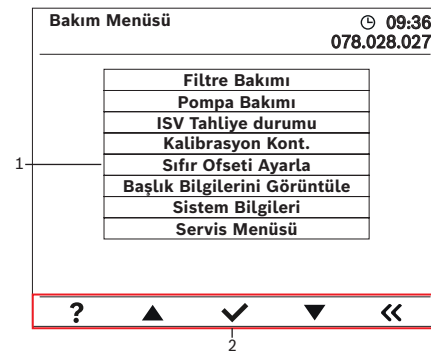 Bakım Menüsü
09:36
078.028.027
Filtre Bakımı
Pompa Bakımı
ISV Tahliye durumu
Kalibrasyon Kont.
1
Sıfır Ofseti Ayarla
Başlık Bilgilerini Görüntüle
Sistem Bilgileri
Servis Menüsü
?
2